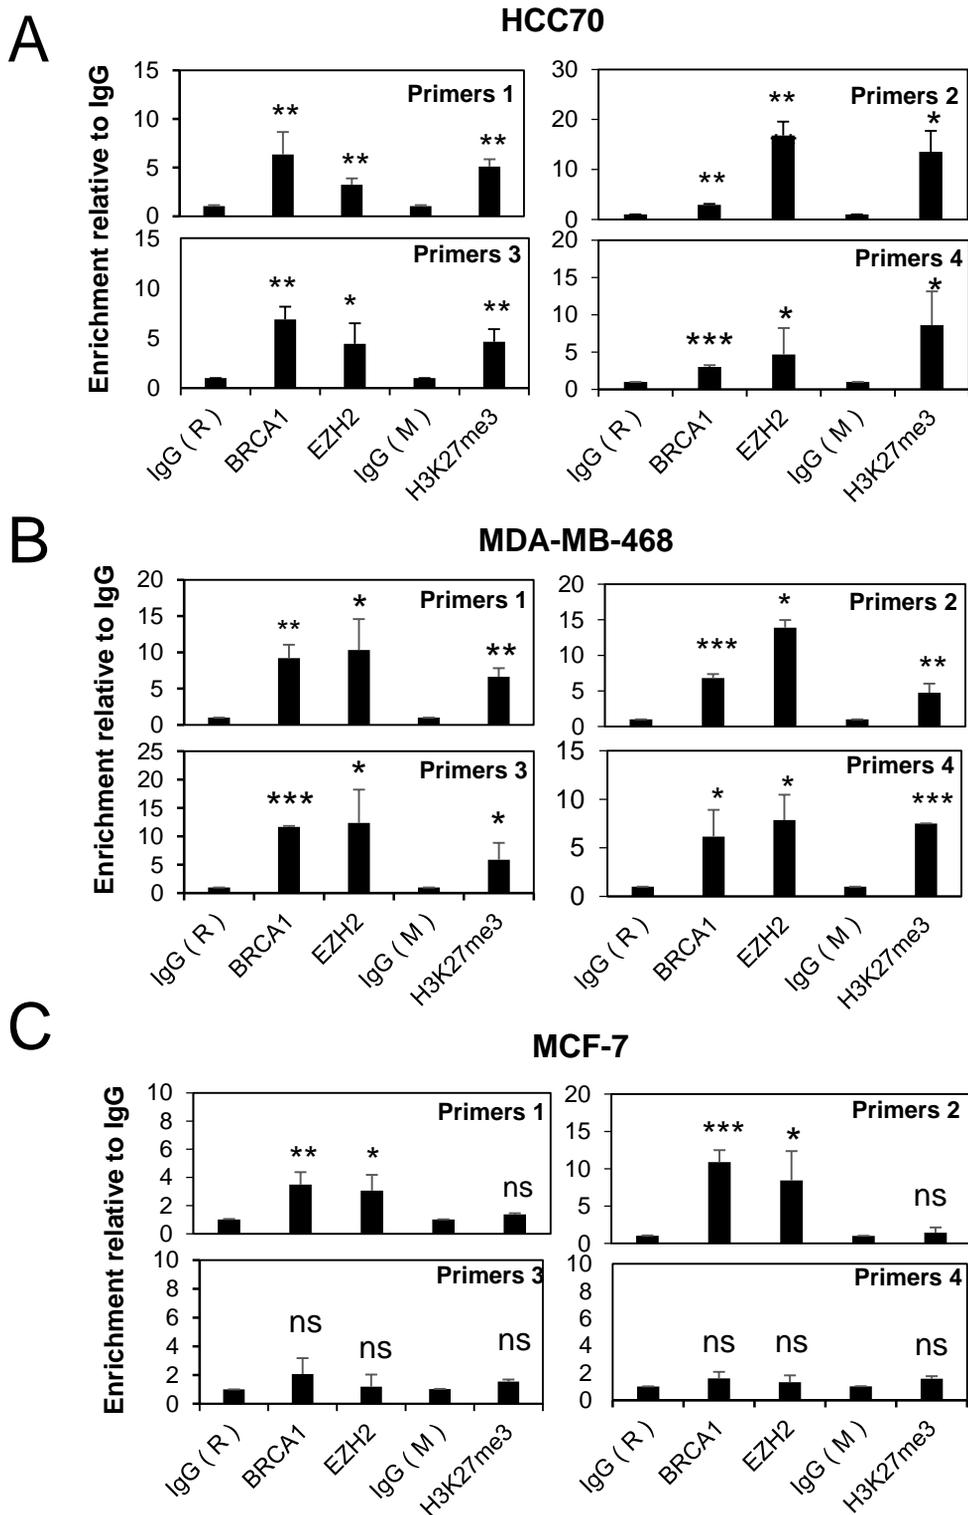 A
HCC70
Enrichment relative to IgG
15
10
5
0
Primers 1
**
**
**
30
20
10
0
Primers 2
**
**
**
*
15
10
5
0
Primers 3
**
*
**
20
15
10
5
0
Primers 4
***
*
*
IgG ( R )
BRCA1
EZH2
IgG ( M )
H3K27me3
IgG ( R )
BRCA1
EZH2
IgG ( M )
H3K27me3
B
MDA-MB-468
Enrichment relative to IgG
20
15
10
5
0
Primers 1
**
*
**
20
15
10
5
0
Primers 2
***
*
**
25
20
15
10
5
0
Primers 3
***
*
*
15
10
5
0
Primers 4
*
*
***
IgG ( R )
BRCA1
EZH2
IgG ( M )
H3K27me3
IgG ( R )
BRCA1
EZH2
IgG ( M )
H3K27me3
C
MCF-7
Enrichment relative to IgG
10
8
6
4
2
0
Primers 1
**
*
ns
20
15
10
5
0
Primers 2
***
*
ns
10
8
6
4
2
0
Primers 3
ns
ns
ns
10
8
6
4
2
0
Primers 4
ns
ns
ns
IgG ( R )
BRCA1
EZH2
IgG ( M )
H3K27me3
IgG ( R )
BRCA1
EZH2
IgG ( M )
H3K27me3